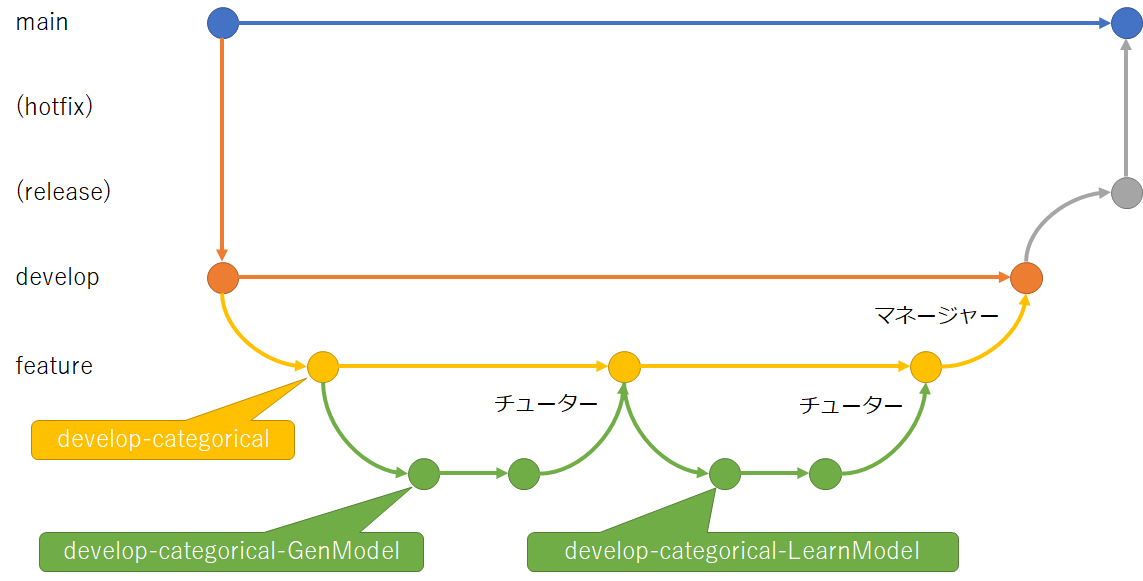 main
(hotfix)
(release)
develop
マネージャー
feature
チューター
チューター
develop-categorical
develop-categorical-GenModel
develop-categorical-LearnModel